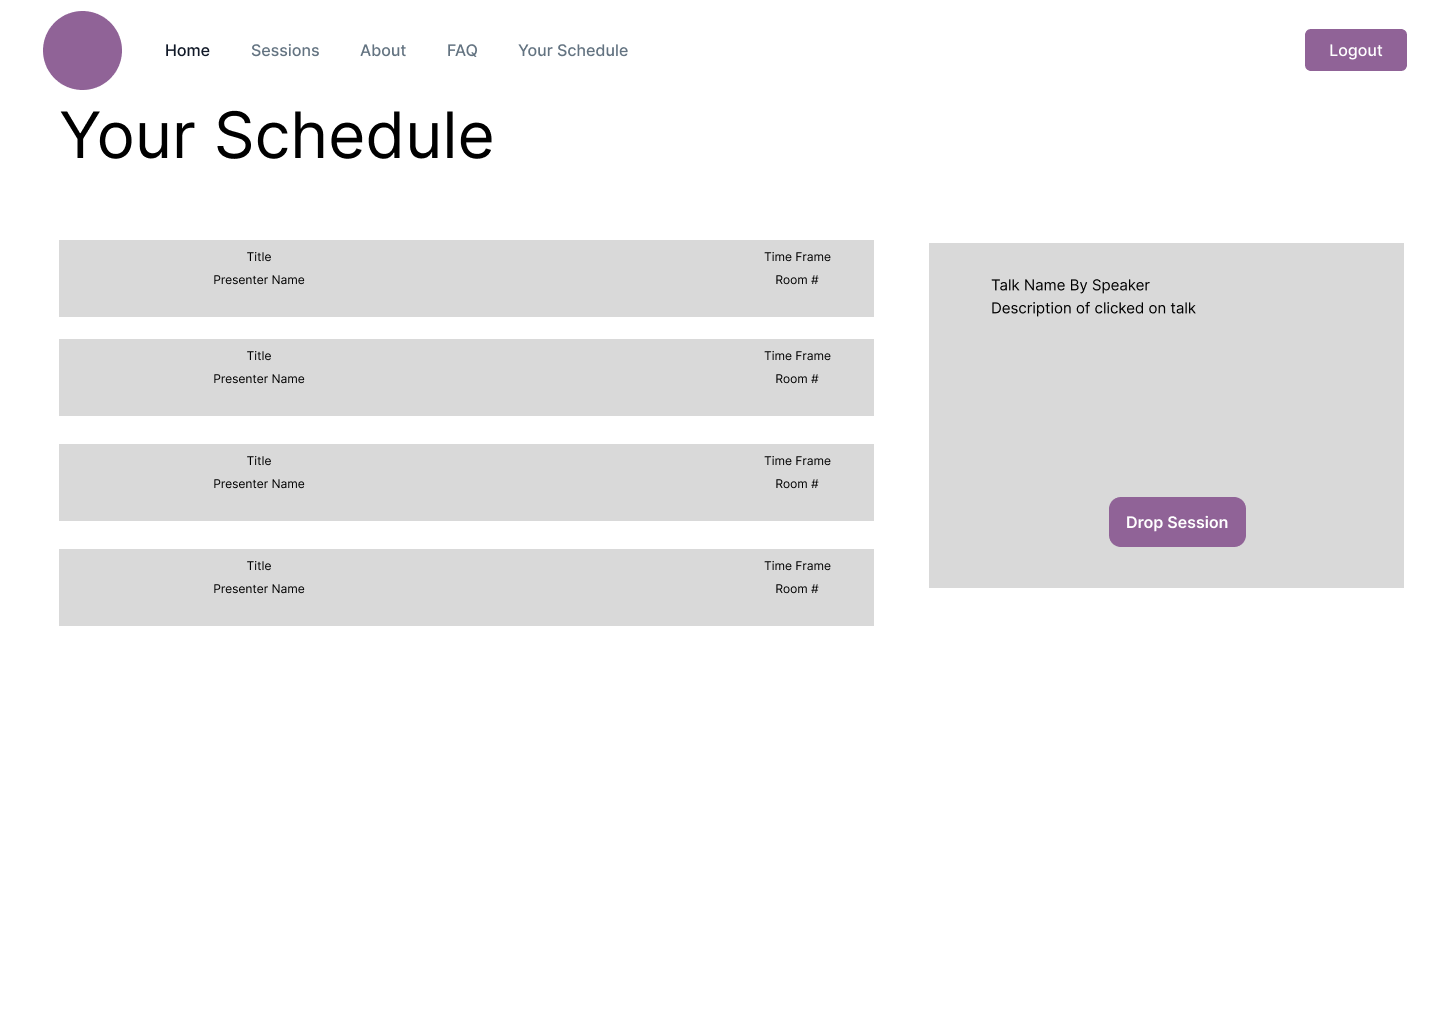 Home Sessions About FAQ Your Schedule Logout
Your Schedule
Title Time Frame
Presenter Name Room #
Title Time Frame
Presenter Name Room #
Title Time Frame
Presenter Name Room #
Title Time Frame
Presenter Name Room #
Talk Name By Speaker
Description of clicked on talk
Drop Session